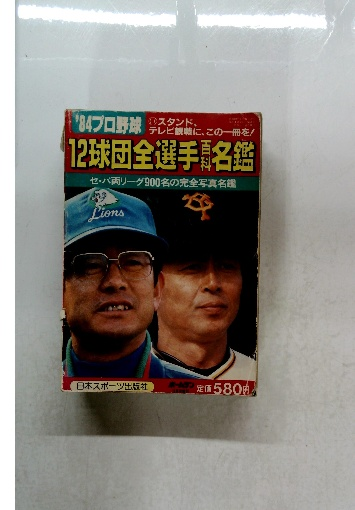 '84プロ野球
スタンド、
テレビ観戦に、この一冊を!
12球団全選手百科名鑑
セ・パ両リーグ900名の完全写真名鑑
Lions
日本スポーツ出版社
定価580円